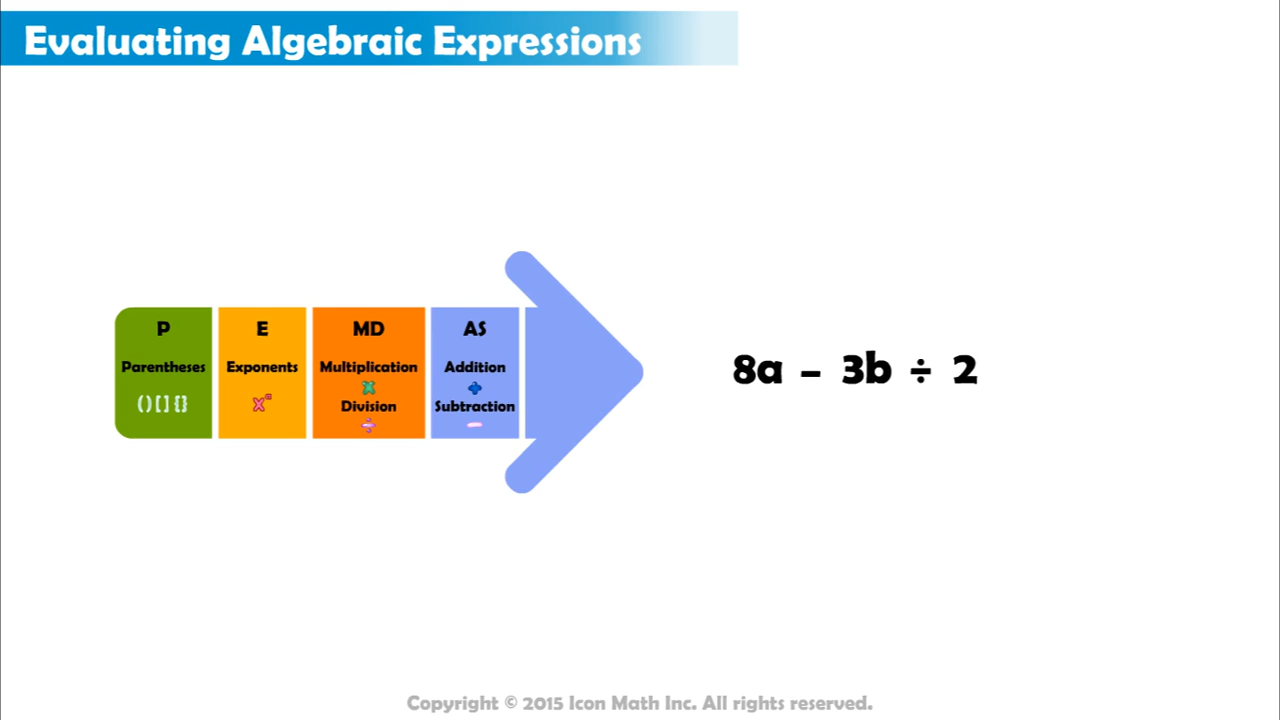 Evaluating Algebraic Expressions
P
Parentheses
( ) [ ] { }
E
Exponents
xⁿ
MD
Multiplication
×
Division
÷
AS
Addition
+
Subtraction
−
8a – 3b ÷ 2
Copyright © 2015 Icon Math Inc. All rights reserved.